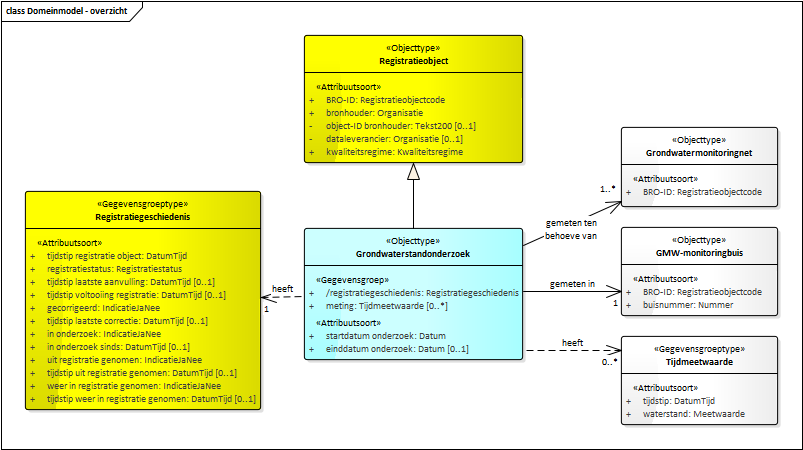 class Domeinmodel - overzicht
«Objecttype»
Registratieobject
«Attribuutsoort»
+ BRO-ID: Registratieobjectcode
+ bronhouder: Organisatie
- object-ID bronhouder: Tekst200 [0..1]
- dataleverancier: Organisatie [0..1]
+ kwaliteitsregime: Kwaliteitsregime
«Gegevensgroeptype»
Registratiegeschiedenis
«Attribuutsoort»
+ tijdstip registratie object: DatumTijd
+ registratiestatus: Registratiestatus
+ tijdstip laatste aanvulling: DatumTijd [0..1]
+ tijdstip voltooiing registratie: DatumTijd [0..1]
+ gecorrigeerd: IndicatieJaNee
+ tijdstip laatste correctie: DatumTijd [0..1]
+ in onderzoek: IndicatieJaNee
+ in onderzoek sinds: DatumTijd [0..1]
+ uit registratie genomen: IndicatieJaNee
+ tijdstip uit registratie genomen: DatumTijd [0..1]
+ weer in registratie genomen: IndicatieJaNee
+ tijdstip weer in registratie genomen: DatumTijd [0..1]
heeft
1
«Objecttype»
Grondwaterstandonderzoek
«Gegevensgroep»
+ /registratiegeschiedenis: Registratiegeschiedenis
+ meting: Tijdmeetwaarde [0..*]
«Attribuutsoort»
+ startdatum onderzoek: Datum
+ einddatum onderzoek: Datum [0..1]
1..*
gemeten ten
behoeve van
gemeten in
1
heeft
0..*
«Objecttype»
Grondwatermonitoringnet
«Attribuutsoort»
+ BRO-ID: Registratieobjectcode
«Objecttype»
GMW-monitoringbuis
«Attribuutsoort»
+ BRO-ID: Registratieobjectcode
+ buisnummer: Nummer
«Gegevensgroeptype»
Tijdmeetwaarde
«Attribuutsoort»
+ tijdstip: DatumTijd
+ waterstand: Meetwaarde